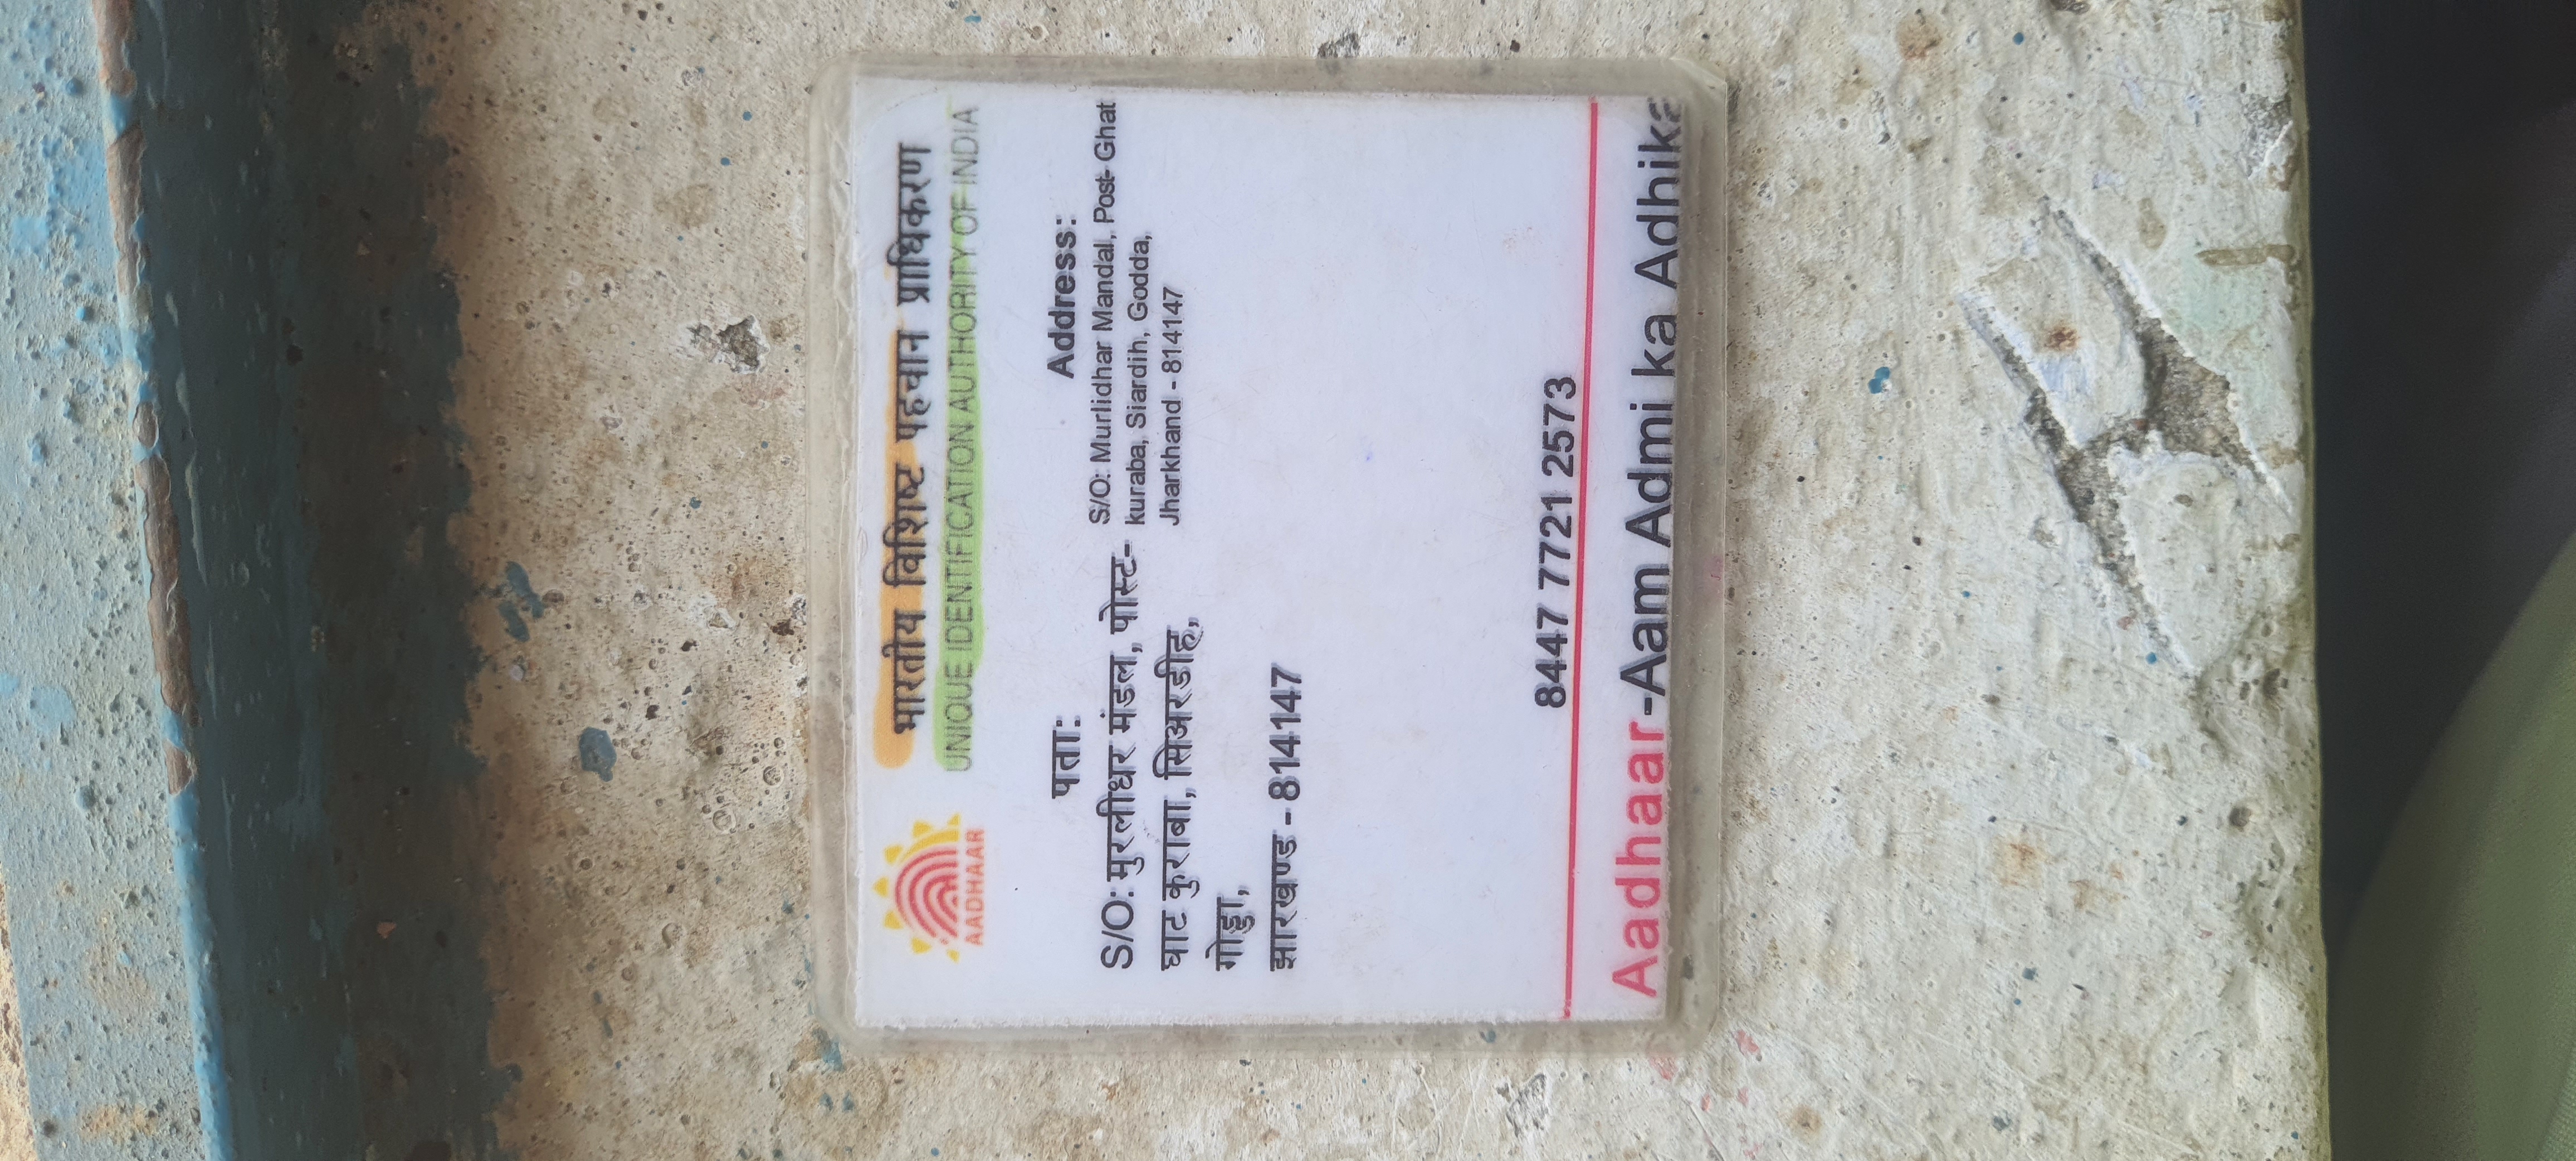 भारतीय विशिष्ट पहचान प्राधिकरण
UNIQUE IDENTIFICATION AUTHORITY OF INDIA
AADHAAR
पता:
S/O: मुरलीधर मंडल, पोस्ट-
घाट कुराबा, सिअरडीह,
गोड्डा,
झारखण्ड - 814147
Address:
S/O: Murlidhar Mandal, Post- Ghat
kuraba, Siardih, Godda,
Jharkhand - 814147
8447 7721 2573
Aadhaar-Aam Admi ka Adhika